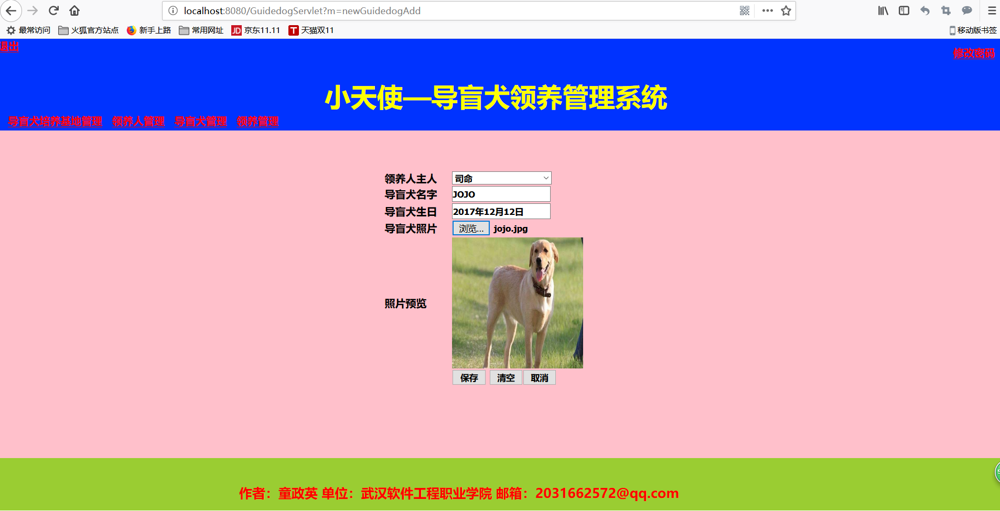 localhost:8080/GuidedogServlet?m=newGuidedogAdd
最常访问 火狐官方站点 新手上路 常用网址 JD 京东11.11 T 天猫双11 移动版书签
退出
修改密码
小天使—导盲犬领养管理系统
导盲犬培养基地管理 领养人管理 导盲犬管理 领养管理
领养人主人 司命
导盲犬名字 JOJO
导盲犬生日 2017年12月12日
导盲犬照片 浏览... jojo.jpg
照片预览
保存 清空 取消
作者：童政英 单位：武汉软件工程职业学院 邮箱：2031662572@qq.com